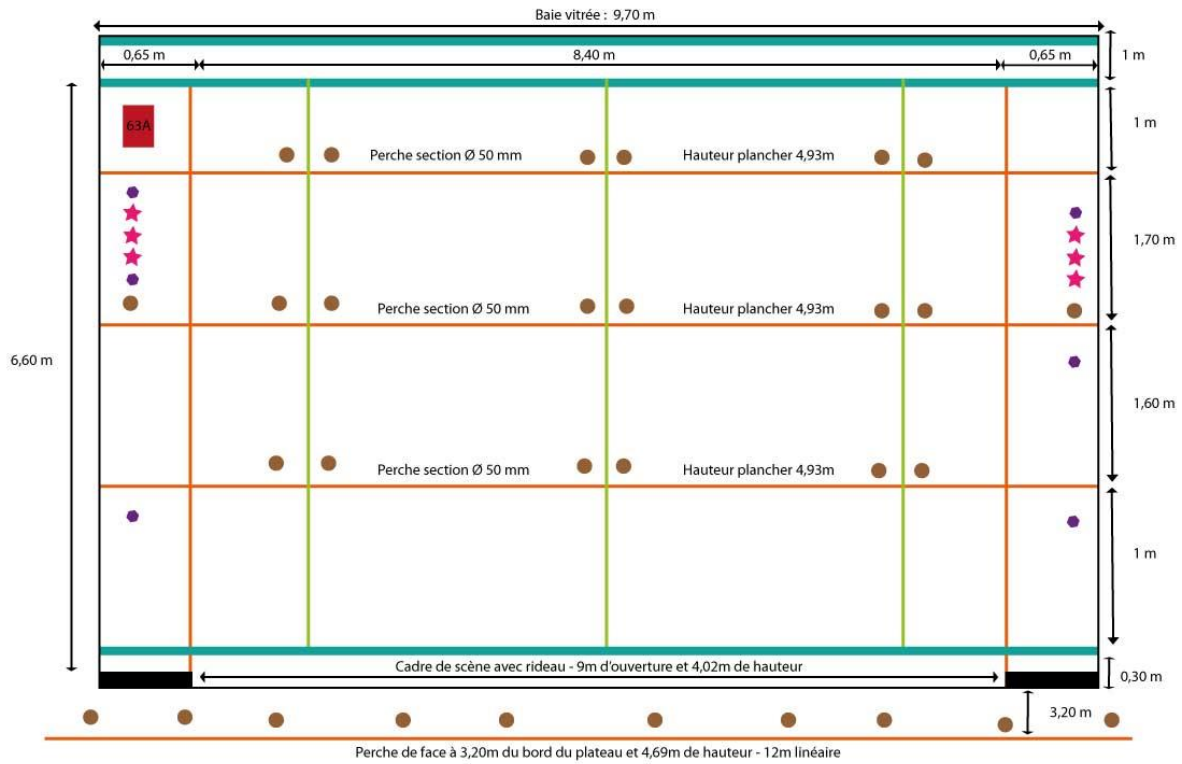 Baie vitrée : 9,70 m
0,65 m
8,40 m
0,65 m
1 m
63A
1 m
Perche section Ø 50 mm
Hauteur plancher 4,93m
1,70 m
Perche section Ø 50 mm
Hauteur plancher 4,93m
6,60 m
1,60 m
Perche section Ø 50 mm
Hauteur plancher 4,93m
1 m
Cadre de scène avec rideau - 9m d'ouverture et 4,02m de hauteur
0,30 m
3,20 m
Perche de face à 3,20m du bord du plateau et 4,69m de hauteur - 12m linéaire